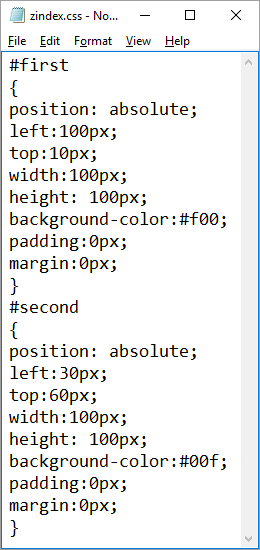 zindex.css - No...
File Edit Format View Help
#first
{
position: absolute;
left:100px;
top:10px;
width:100px;
height: 100px;
background-color:#f00;
padding:0px;
margin:0px;
}
#second
{
position: absolute;
left:30px;
top:60px;
width:100px;
height: 100px;
background-color:#00f;
padding:0px;
margin:0px;
}